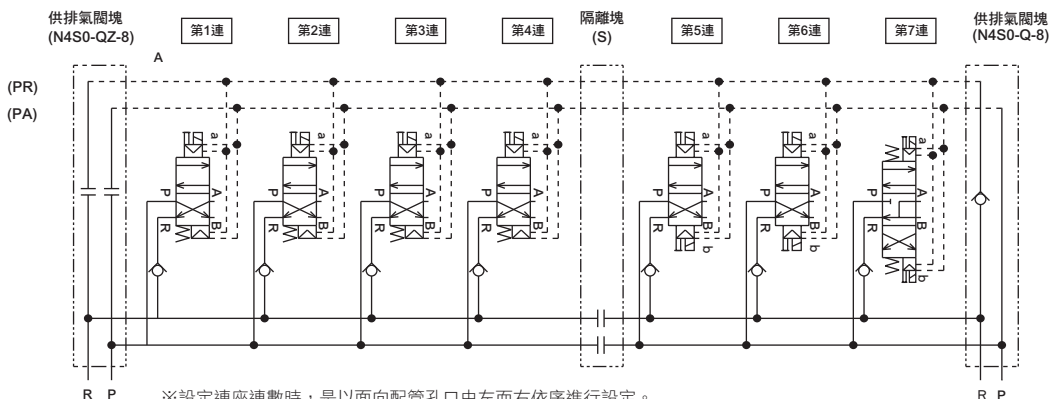 供排氣閥塊
(N4S0-QZ-8)
第1連
第2連
第3連
第4連
隔離塊
(S)
第5連
第6連
第7連
供排氣閥塊
(N4S0-Q-8)
A
(PR)
(PA)
a
P
A
R
B
a
P
A
R
B
a
P
A
R
B
a
P
A
R
B
a
P
A
R
B
b
a
P
A
R
B
b
a
P
A
R
B
b
R P
※設定連座連數時，是以面向配管孔口由左而右依序進行設定。
R P